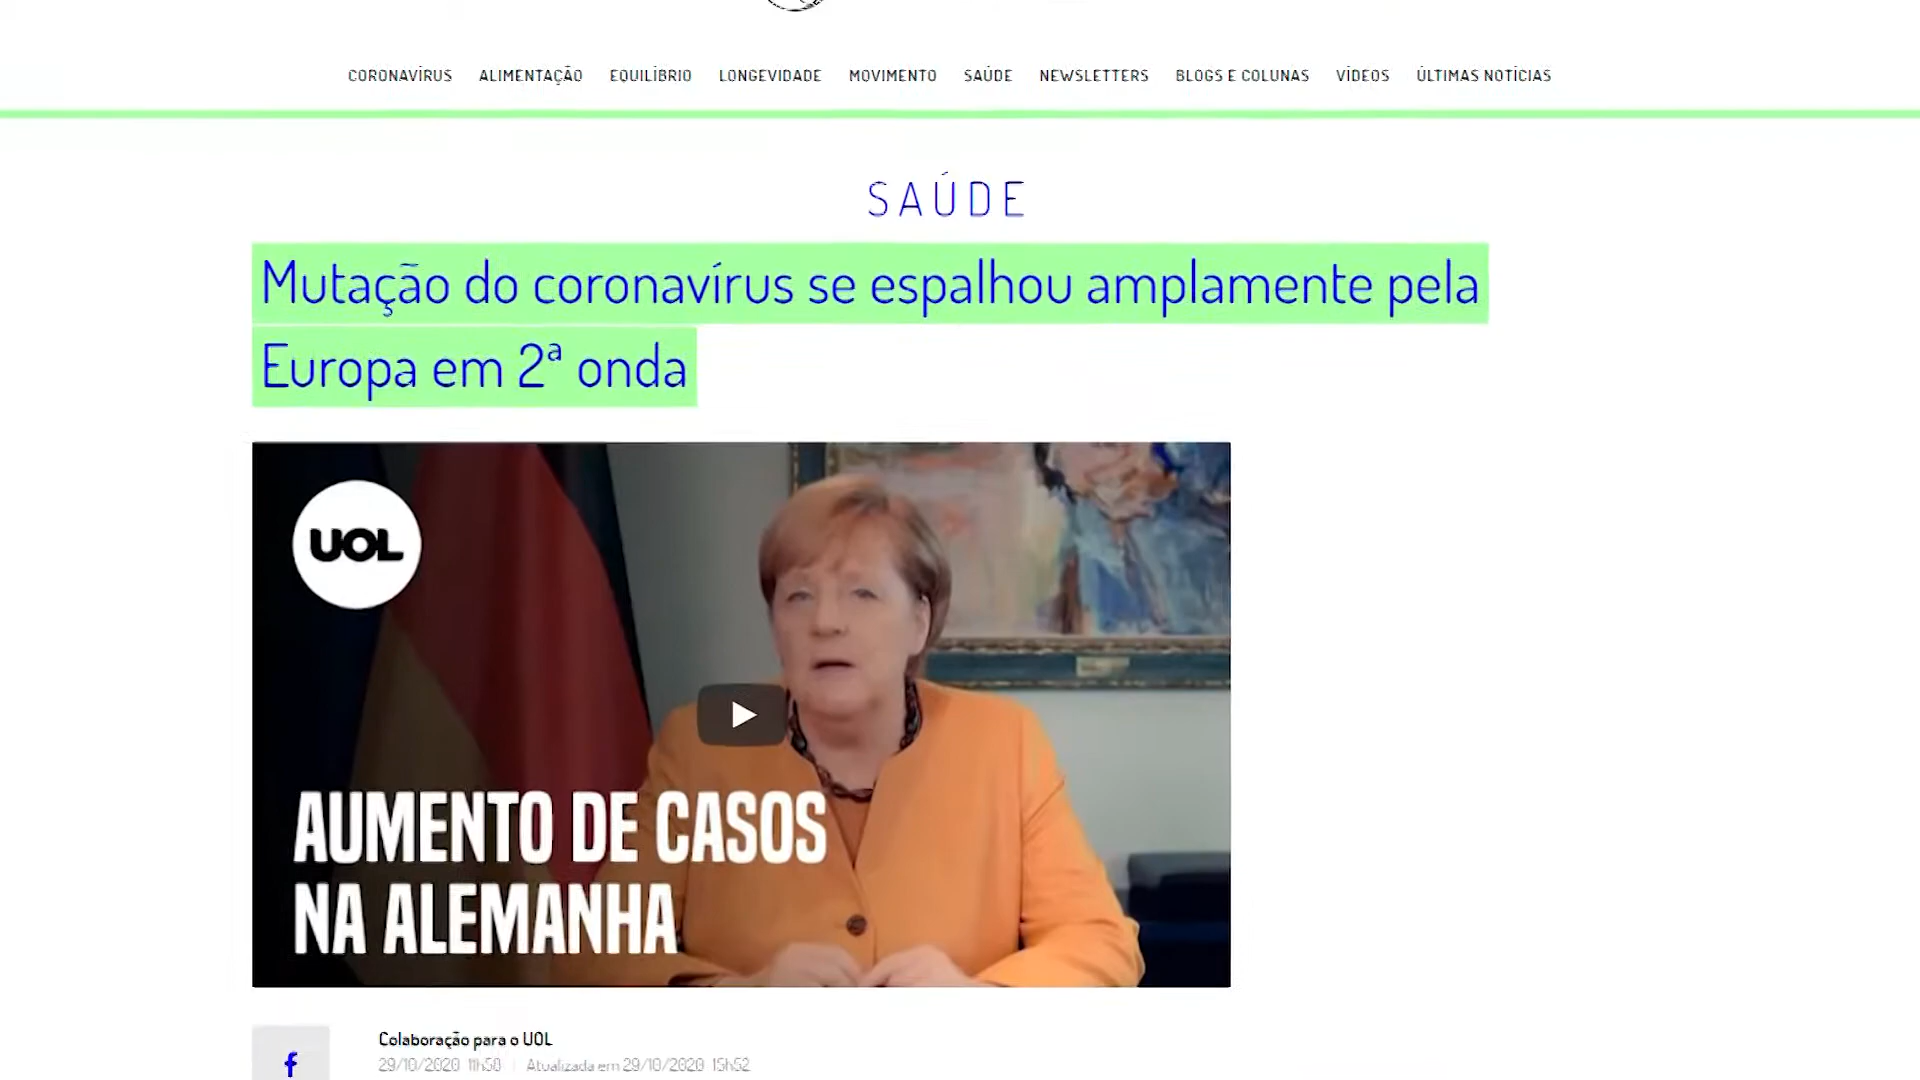 CORONAVÍRUS ALIMENTAÇÃO EQUILÍBRIO LONGEVIDADE MOVIMENTO SAÚDE NEWSLETTERS BLOGS E COLUNAS VÍDEOS ÚLTIMAS NOTÍCIAS
SAÚDE
Mutação do coronavírus se espalhou amplamente pela
Europa em 2ª onda
UOL
AUMENTO DE CASOS
NA ALEMANHA
Colaboração para o UOL
29/10/2020 11h50 | Atualizada em 29/10/2020 15h52